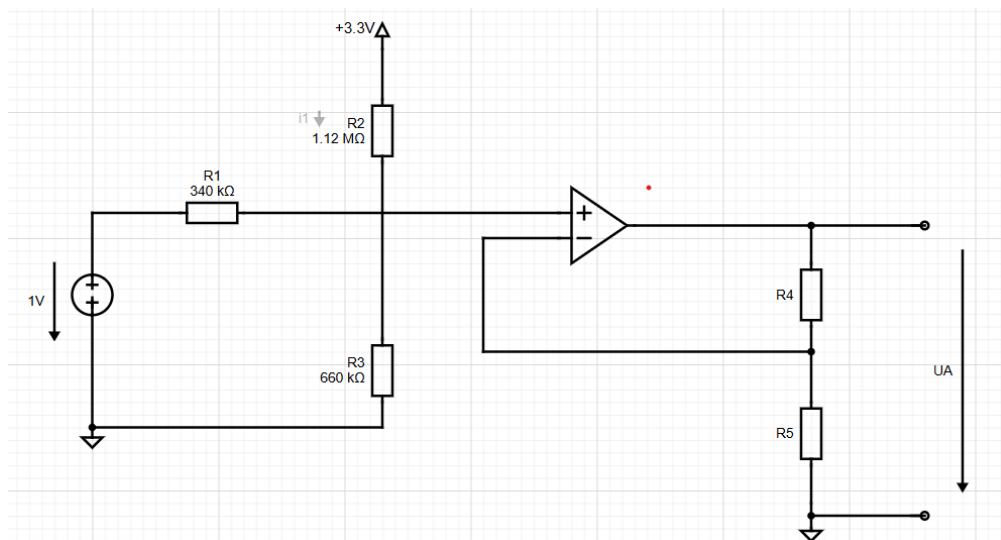 +3.3V
i1
R2
1.12 MΩ
R1
340 kΩ
+
−
1V
+
+
R4
R3
660 kΩ
UA
R5